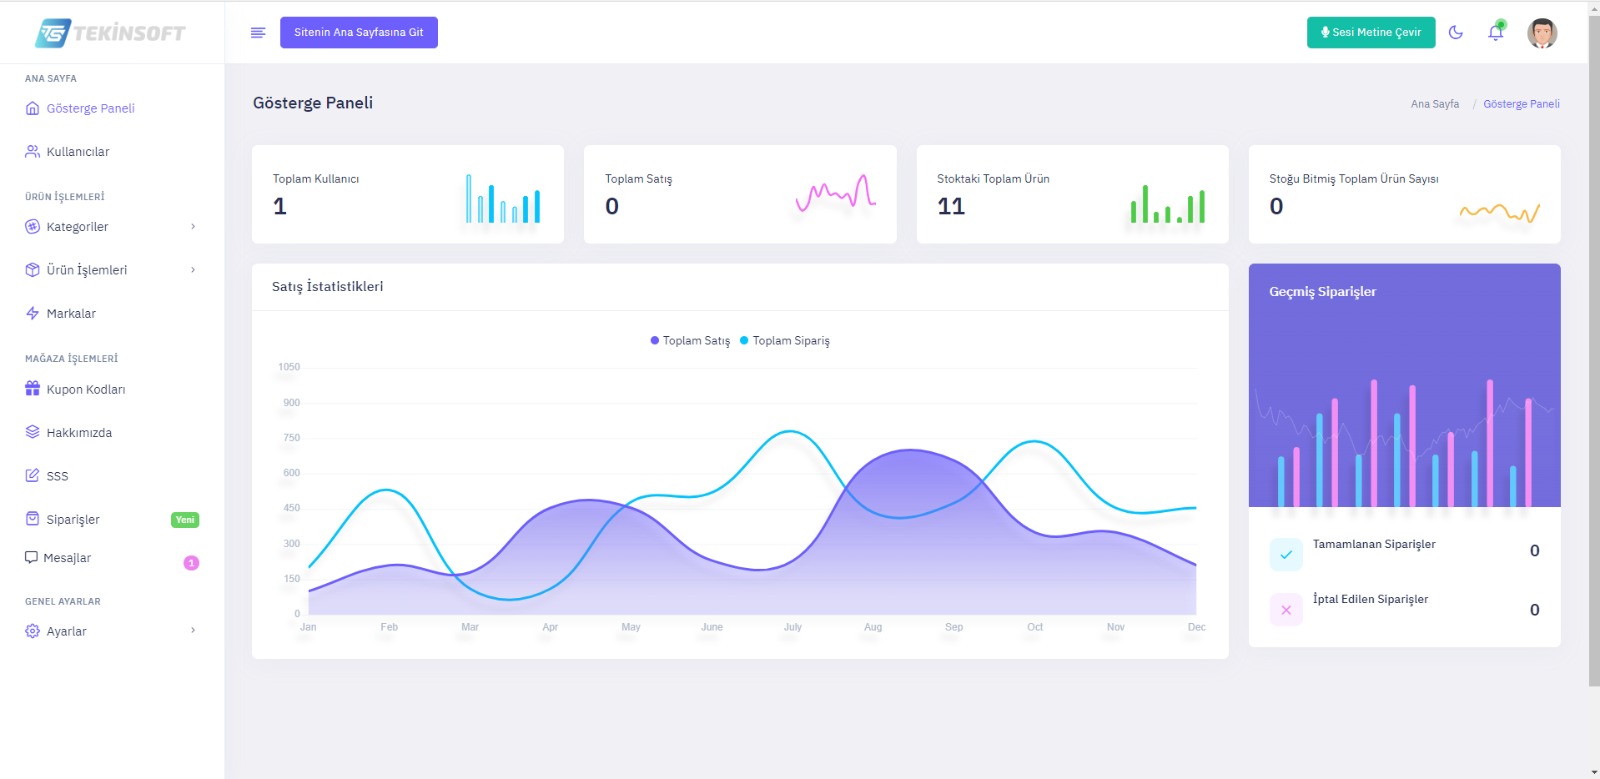 TEKİNSOFT
Sitenin Ana Sayfasına Git
Sesi Metine Çevir
ANA SAYFA
Gösterge Paneli
Kullanıcılar
ÜRÜN İŞLEMLERİ
Kategoriler
Ürün İşlemleri
Markalar
MAĞAZA İŞLEMLERİ
Kupon Kodları
Hakkımızda
SSS
Siparişler Yeni
Mesajlar 1
GENEL AYARLAR
Ayarlar
Gösterge Paneli
Ana Sayfa / Gösterge Paneli
Toplam Kullanıcı
1
Toplam Satış
0
Stoktaki Toplam Ürün
11
Stoğu Bitmiş Toplam Ürün Sayısı
0
Satış İstatistikleri
Toplam Satış Toplam Sipariş
1050
900
750
600
450
300
150
0
Jan Feb Mar Apr May June July Aug Sep Oct Nov Dec
Geçmiş Siparişler
Tamamlanan Siparişler 0
İptal Edilen Siparişler 0